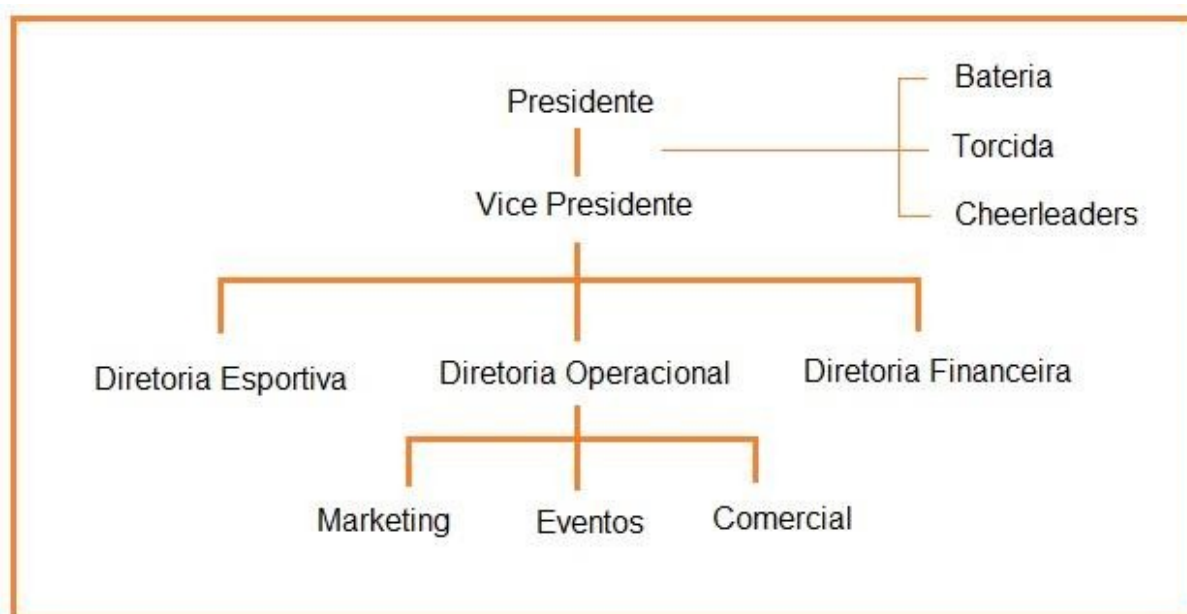 Presidente
Bateria
Torcida
Cheerleaders
Vice Presidente
Diretoria Esportiva
Diretoria Operacional
Diretoria Financeira
Marketing
Eventos
Comercial